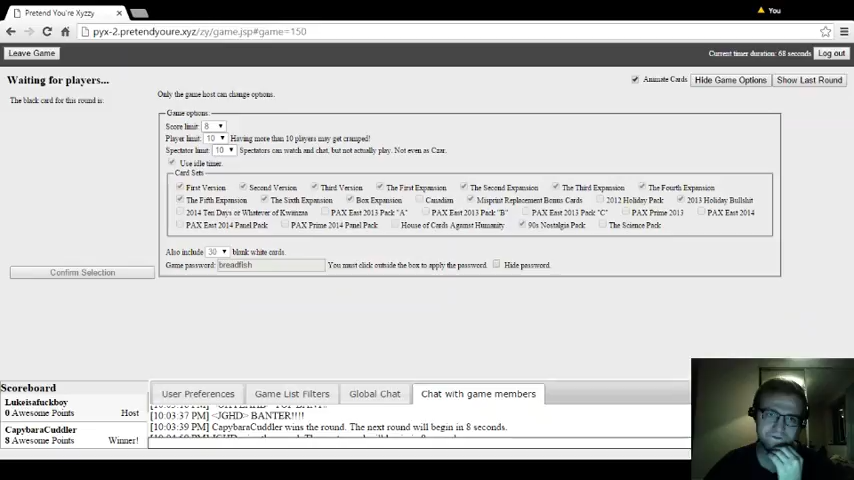 Pretend You're Xyzzy
You
pyx-2.pretendyoure.xyz/zy/game.jsp#game=150
Leave Game
Current timer duration: 68 seconds
Log out
Waiting for players...
Animate Cards
Hide Game Options
Show Last Round
The black card for this round is:
Only the game host can change options.
Game options:
Score limit: 8
Player limit: 10 Having more than 10 players may get cramped!
Spectator limit: 10 Spectators can watch and chat, but not actually play. Not even as Czar.
Use idle timer.
Card Sets
First Version Second Version Third Version The First Expansion The Second Expansion The Third Expansion The Fourth Expansion
The Fifth Expansion The Sixth Expansion Box Expansion Canadian Misprint Replacement Bonus Cards 2012 Holiday Pack 2013 Holiday Bullshit
2014 Ten Days or Whatever of Kwanzaa PAX East 2013 Pack "A" PAX East 2013 Pack "B" PAX East 2013 Pack "C" PAX Prime 2013 PAX East 2014
PAX East 2014 Panel Pack PAX Prime 2014 Panel Pack House of Cards Against Humanity 90s Nostalgia Pack The Science Pack
Also include 30 blank white cards.
Game password: breadfish You must click outside the box to apply the password. Hide password.
Confirm Selection
Scoreboard
Lukeisafuckboy
0 Awesome Points Host
CapybaraCuddler
8 Awesome Points Winner!
User Preferences
Game List Filters
Global Chat
Chat with game members
[10:03:37 PM] <JGHD> BANTER!!!!
[10:03:39 PM] CapybaraCuddler wins the round. The next round will begin in 8 seconds.